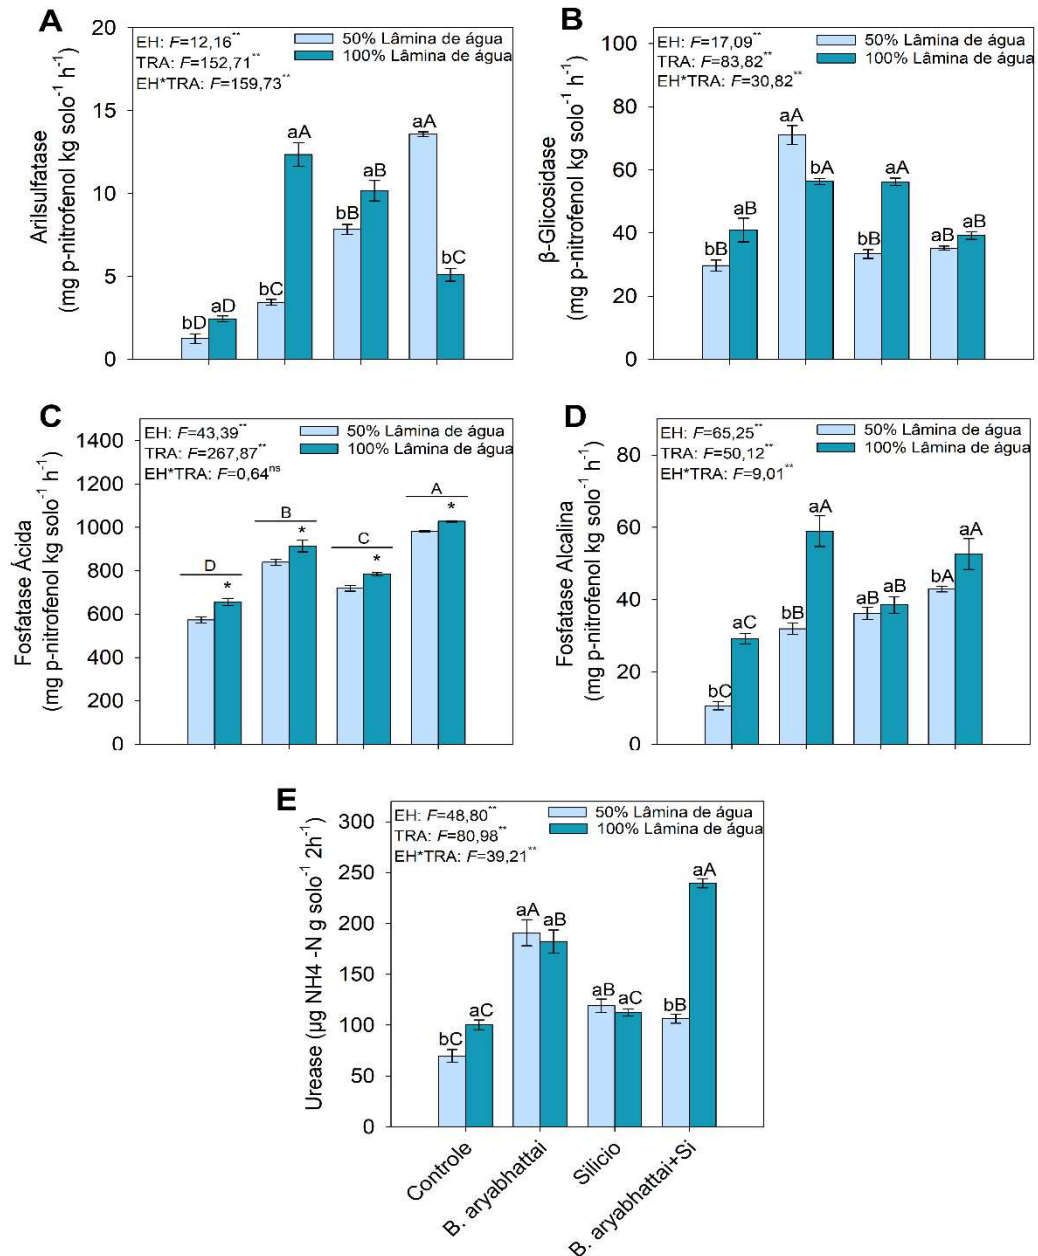 A
EH: F=12,16**
TRA: F=152,71**
EH*TRA: F=159,73**
50% Lâmina de água
100% Lâmina de água
Arilsulfatase
(mg p-nitrofenol kg solo-1 h-1)
20
15
10
5
0
bD
aD
bC
aA
bB
aB
aA
bC
B
EH: F=17,09**
TRA: F=83,82**
EH*TRA: F=30,82**
50% Lâmina de água
100% Lâmina de água
β-Glicosidase
(mg p-nitrofenol kg solo-1 h-1)
100
80
60
40
20
0
bB
aB
aA
bA
bB
aA
aB
aB
C
EH: F=43,39**
TRA: F=267,87**
EH*TRA: F=0,64ns
50% Lâmina de água
100% Lâmina de água
Fosfatase Ácida
(mg p-nitrofenol kg solo-1 h-1)
1400
1200
1000
800
600
400
200
0
D
*
B
*
C
*
A
*
D
EH: F=65,25**
TRA: F=50,12**
EH*TRA: F=9,01**
50% Lâmina de água
100% Lâmina de água
Fosfatase Alcalina
(mg p-nitrofenol kg solo-1 h-1)
80
60
40
20
0
bC
aC
bB
aA
aB
aB
bA
aA
E
EH: F=48,80**
TRA: F=80,98**
EH*TRA: F=39,21**
50% Lâmina de água
100% Lâmina de água
Urease (µg NH4 -N g solo-1 2h-1)
300
250
200
150
100
50
0
bC
aC
aA
aB
aB
aC
bB
aA
Controle
B. aryabhattai
Silicio
B. aryabhattai+Si